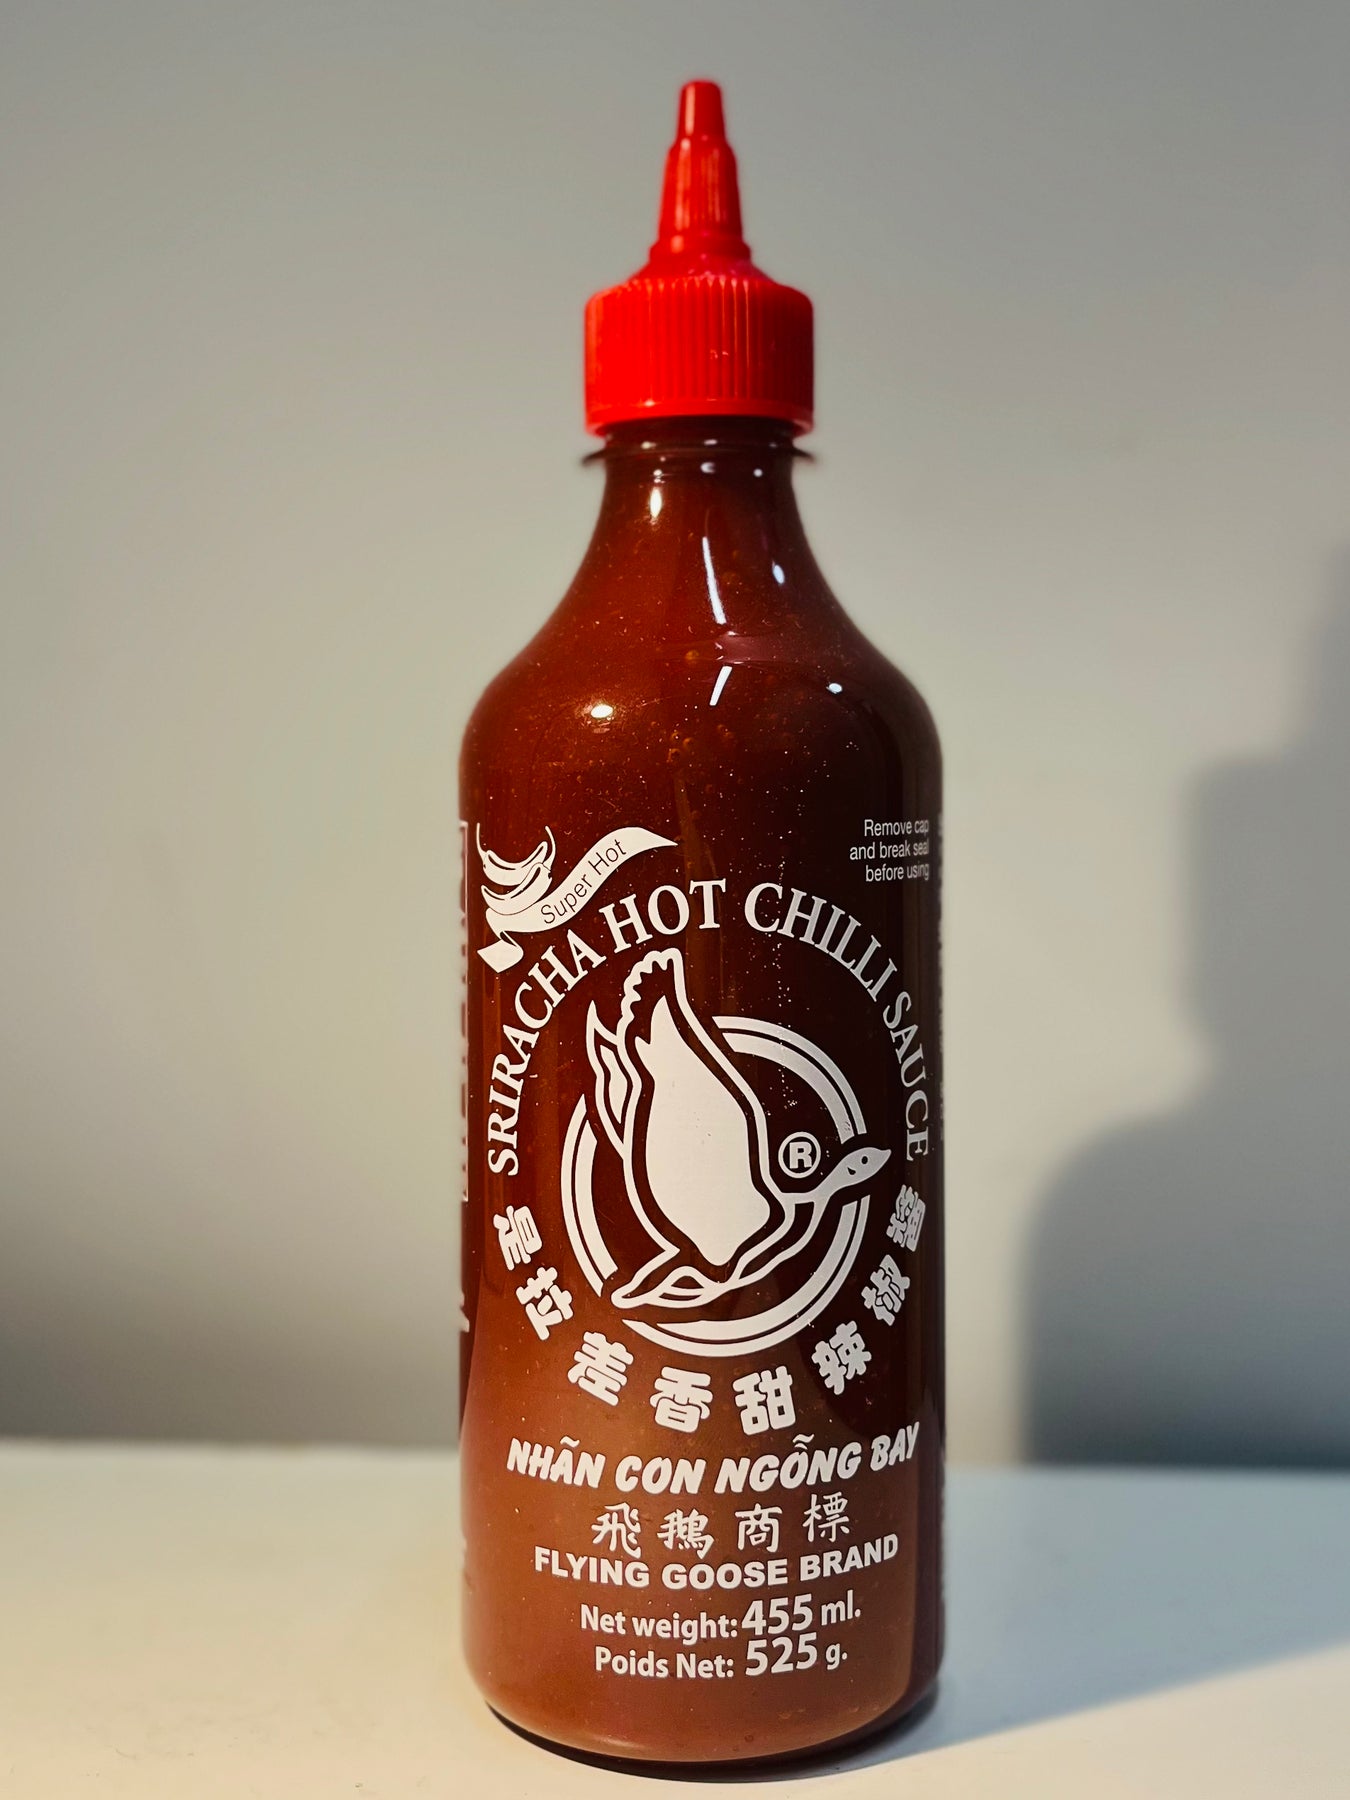 Super Hot
Remove cap
and break seal
before using
SRIRACHA HOT CHILLI SAUCE
®
是拉差香甜辣椒醬
NHÃN CON NGỖNG BAY
飛鵝商標
FLYING GOOSE BRAND
Net weight: 455 ml.
Poids Net: 525 g.